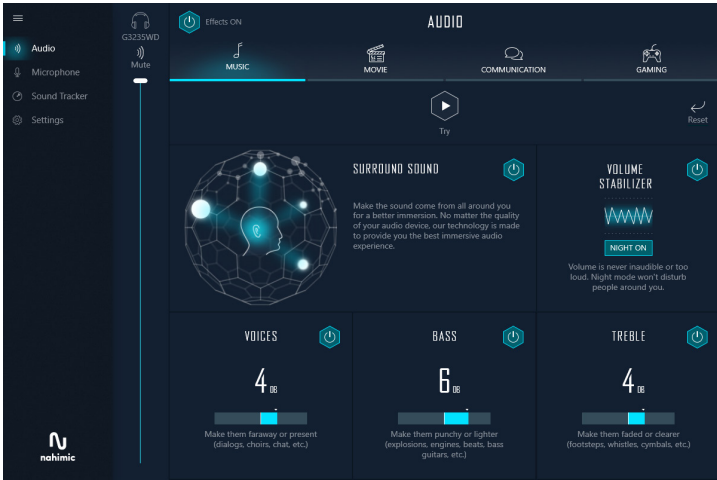 Audio
Microphone
Sound Tracker
Settings
nahimic
G3235WD
Mute
Effects ON
AUDIO
MUSIC
MOVIE
COMMUNICATION
GAMING
Try
Reset
SURROUND SOUND
Make the sound come from all around you
for a better immersion. No matter the quality
of your audio device, our technology is made
to provide you the best immersive audio
experience.
VOLUME
STABILIZER
NIGHT ON
Volume is never inaudible or too
loud. Night mode won't disturb
people around you.
VOICES
4 DB
Make them faraway or present
(dialogs, choirs, chat, etc.)
BASS
6 DB
Make them punchy or lighter
(explosions, engines, beats, bass
guitars, etc.)
TREBLE
4 DB
Make them faded or clearer
(footsteps, whistles, cymbals, etc.)